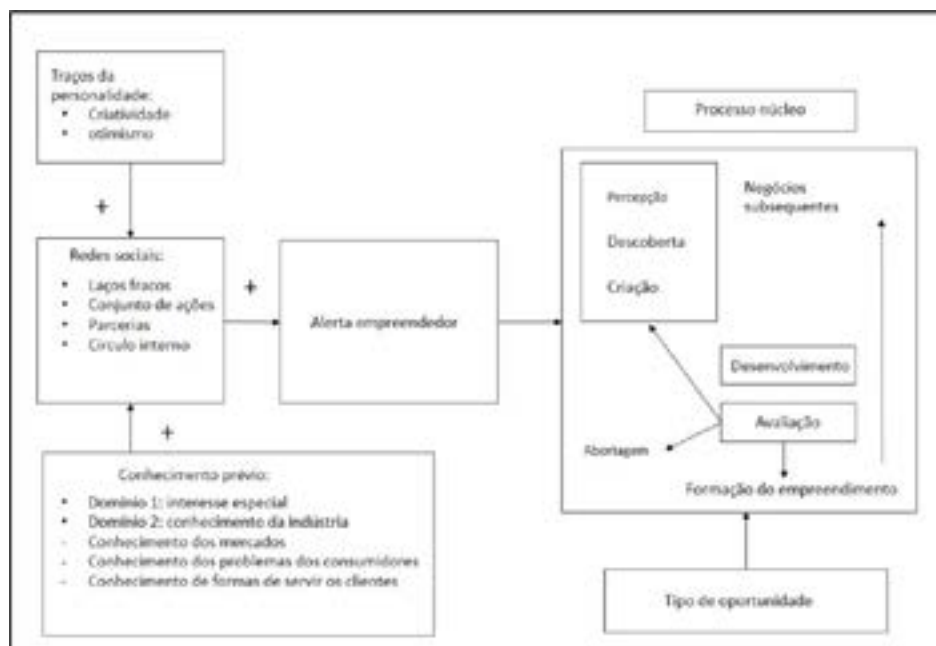 Traços da
personalidade:
• Criatividade
• otimismo
+
Redes sociais:
• Laços fracos
• Conjunto de ações
• Parcerias
• Círculo interno
+
+
Conhecimento prévio:
• Domínio 1: interesse especial
• Domínio 2: conhecimento da indústria
- Conhecimento dos mercados
- Conhecimento dos problemas dos consumidores
- Conhecimento de formas de servir os clientes
Alerta empreendedor
Processo núcleo
Percepção
Descoberta
Criação
Negócios
subsequentes
Desenvolvimento
Avaliação
Abortagem
Formação do empreendimento
Tipo de oportunidade